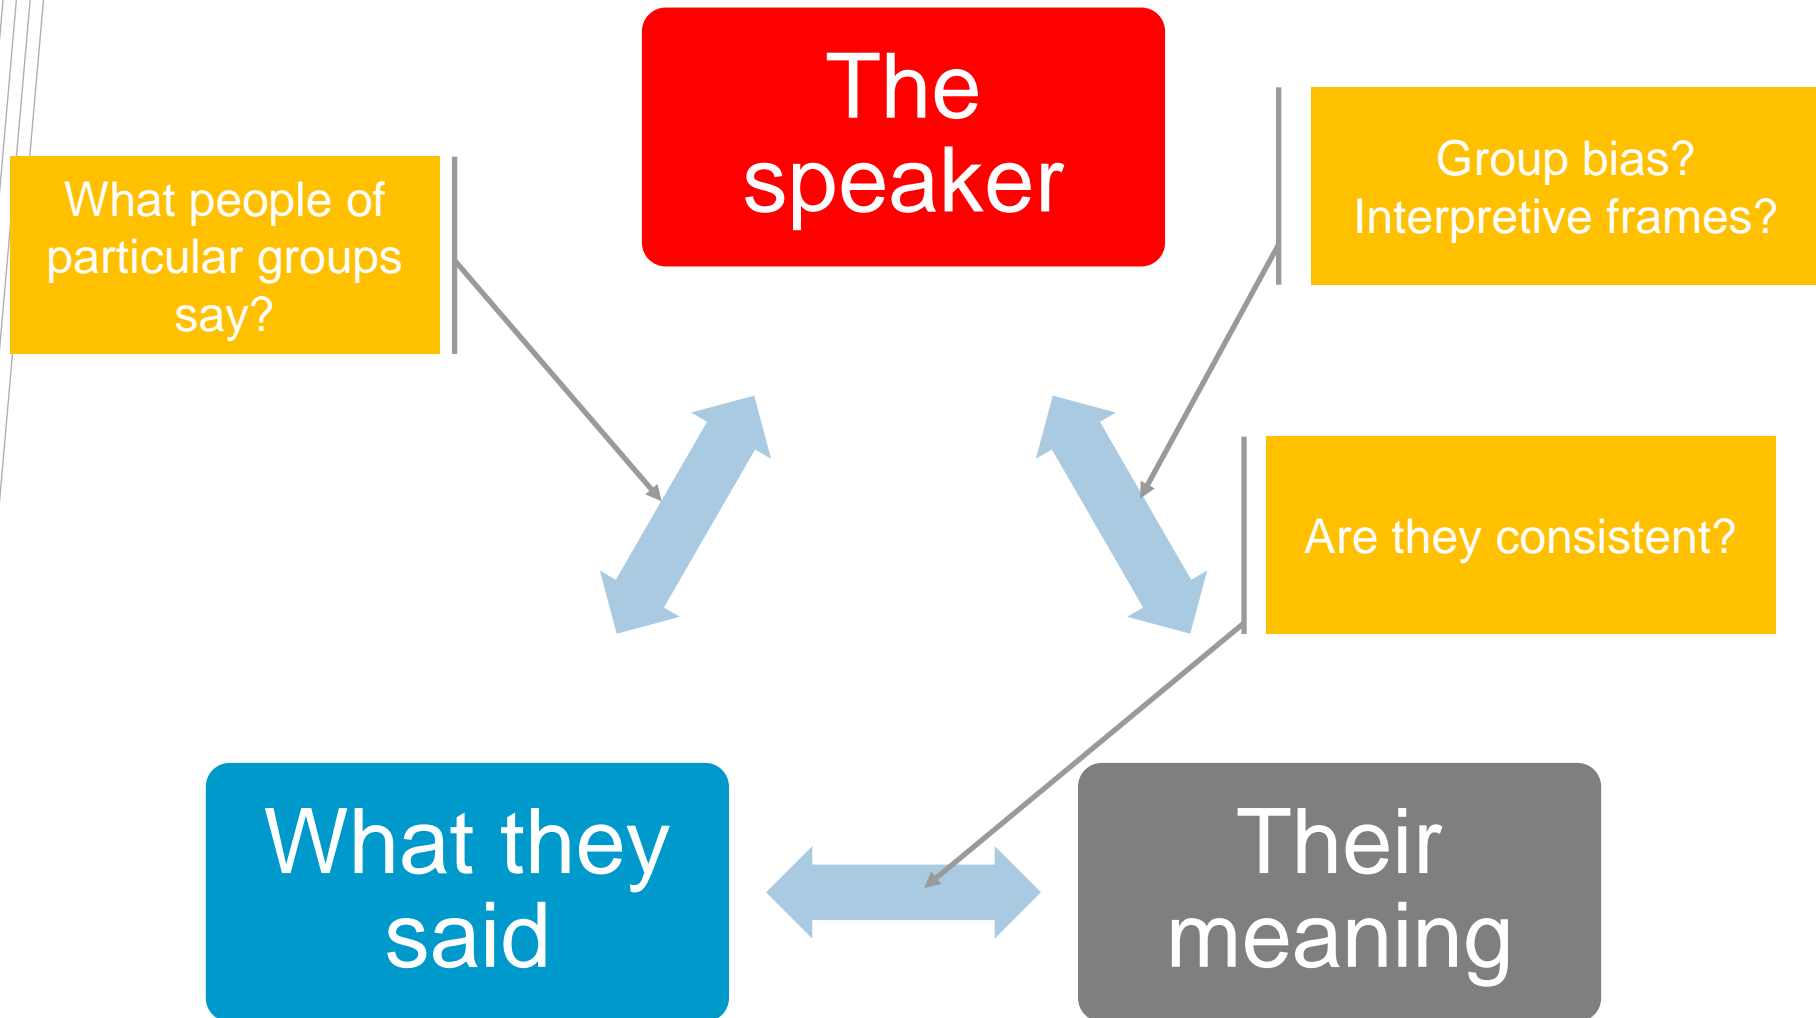 The
speaker
What people of
particular groups
say?
Group bias?
Interpretive frames?
Are they consistent?
What they
said
Their
meaning